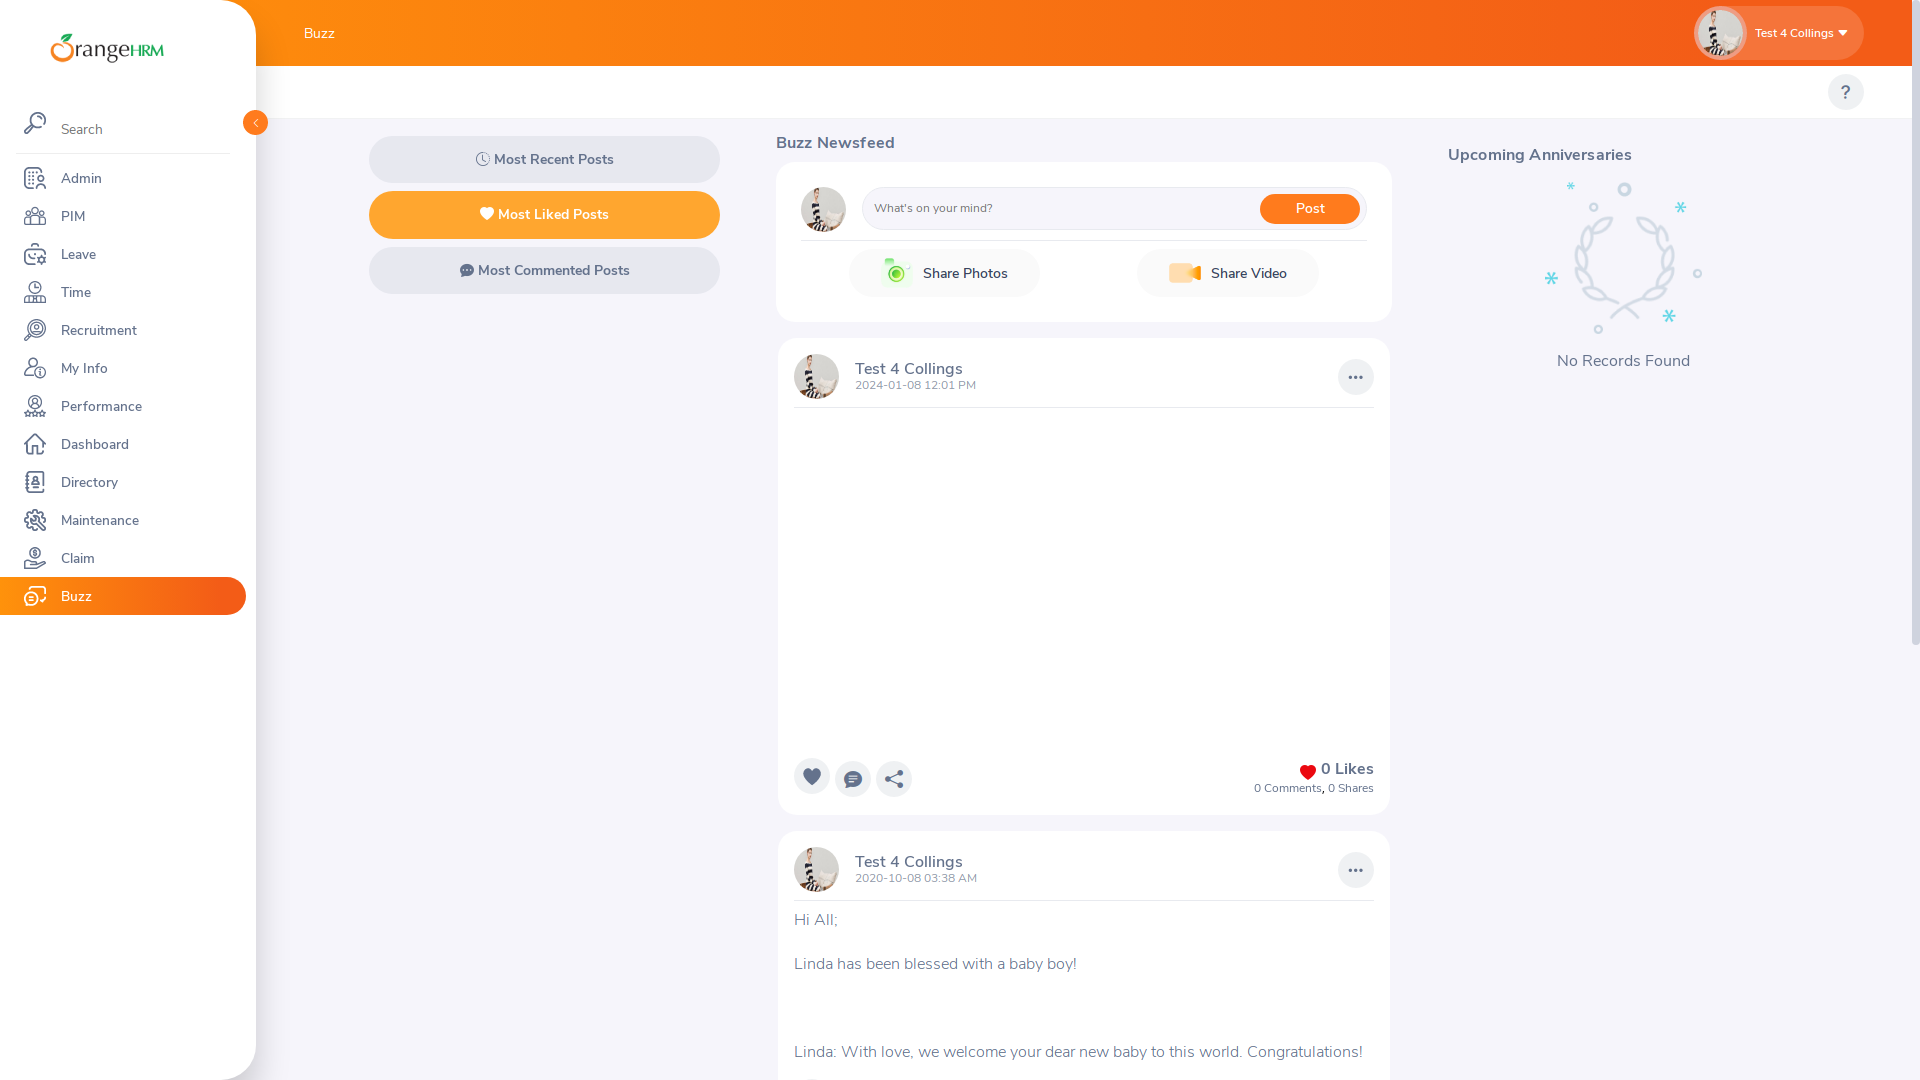 OrangeHRM
Search
Admin
PIM
Leave
Time
Recruitment
My Info
Performance
Dashboard
Directory
Maintenance
Claim
Buzz
Buzz
Test 4 Collings
?
Most Recent Posts
Most Liked Posts
Most Commented Posts
Buzz Newsfeed
What's on your mind?
Post
Share Photos
Share Video
Test 4 Collings
2024-01-08 12:01 PM
0 Likes
0 Comments, 0 Shares
Test 4 Collings
2020-10-08 03:38 AM
Hi All;
Linda has been blessed with a baby boy!
Linda: With love, we welcome your dear new baby to this world. Congratulations!
Upcoming Anniversaries
No Records Found